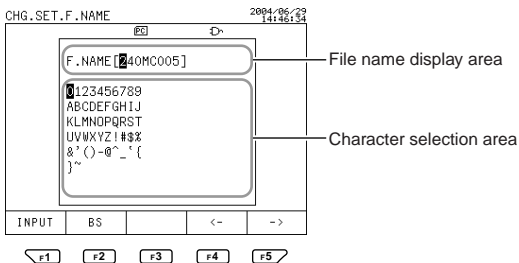 CHG.SET.F.NAME
2004/06/29
14:46:34
PC
F.NAME[240MC005]
File name display area
0123456789
ABCDEFGHIJ
KLMNOPQRST
UVWXYZ!#$%
&'()-@^_`{
}~
Character selection area
INPUT BS <- ->
F1 F2 F3 F4 F5